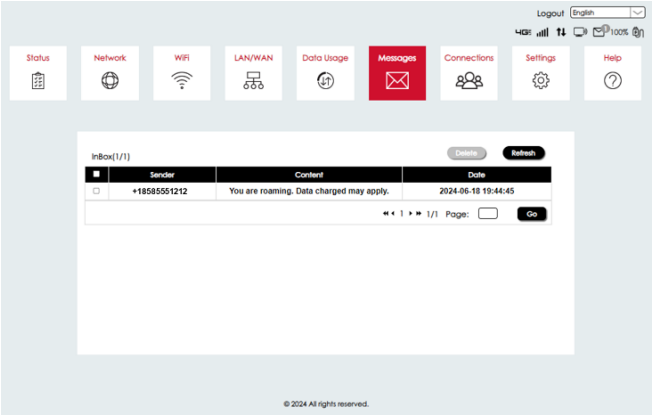 Logout English
4GE 100%
Status Network WiFi LAN/WAN Data Usage Messages Connections Settings Help
InBox(1/1) Delete Refresh
Sender Content Date
+18585551212 You are roaming. Data charged may apply. 2024-06-18 19:44:45
1 1/1 Page: Go
© 2024 All rights reserved.